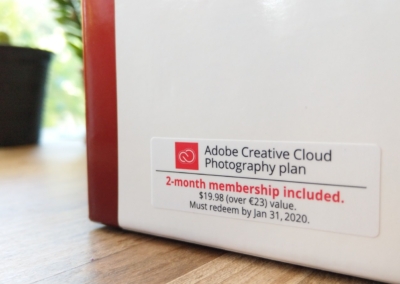 Adobe Creative Cloud
Photography plan
2-month membership included.
$19.98 (over €23) value.
Must redeem by Jan 31, 2020.